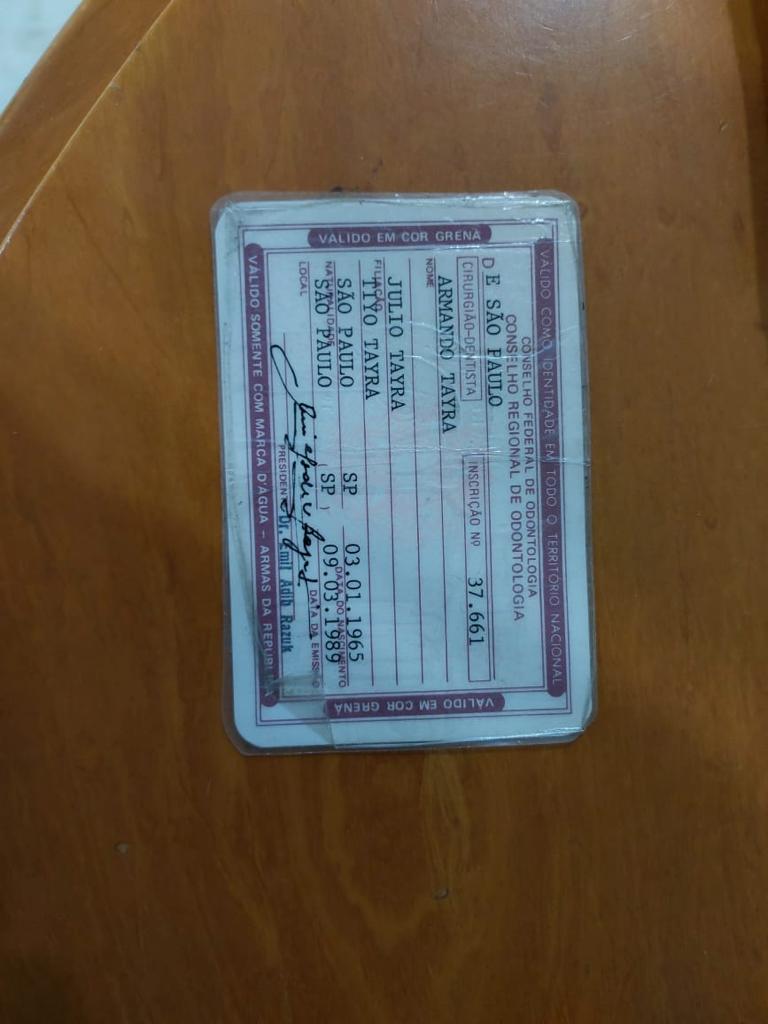 VÁLIDO COMO IDENTIDADE EM TODO O TERRITÓRIO NACIONAL
VÁLIDO EM COR GRENÁ
CONSELHO FEDERAL DE ODONTOLOGIA
CONSELHO REGIONAL DE ODONTOLOGIA
DE SÃO PAULO
CIRURGIÃO-DENTISTA INSCRIÇÃO Nº 37.661
NOME
ARMANDO TAYRA
FILIAÇÃO
JULIO TAYRA
TAYRA
NATURALIDADE DATA DO NASCIMENTO
SÃO PAULO SP 03.01.1965
LOCAL DATA DA EMISSÃO
SÃO PAULO ( SP ) 09.03.1989
PRESIDENTE Dr. Emil Adib Razuk
VÁLIDO SOMENTE COM MARCA D'ÁGUA - ARMAS DA REPÚBLICA
VÁLIDO EM COR GRENÁ